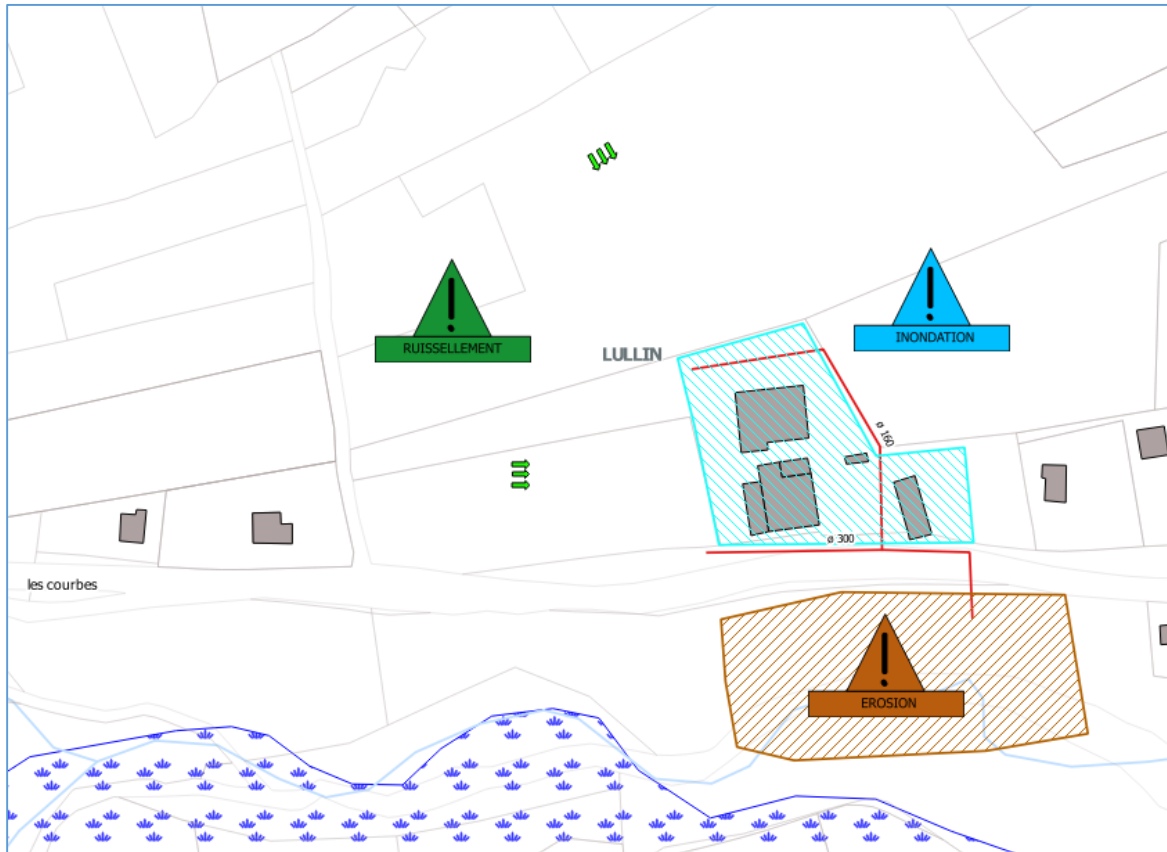 RUISSELLEMENT
INONDATION
LULLIN
ø 160
ø 300
les courbes
EROSION